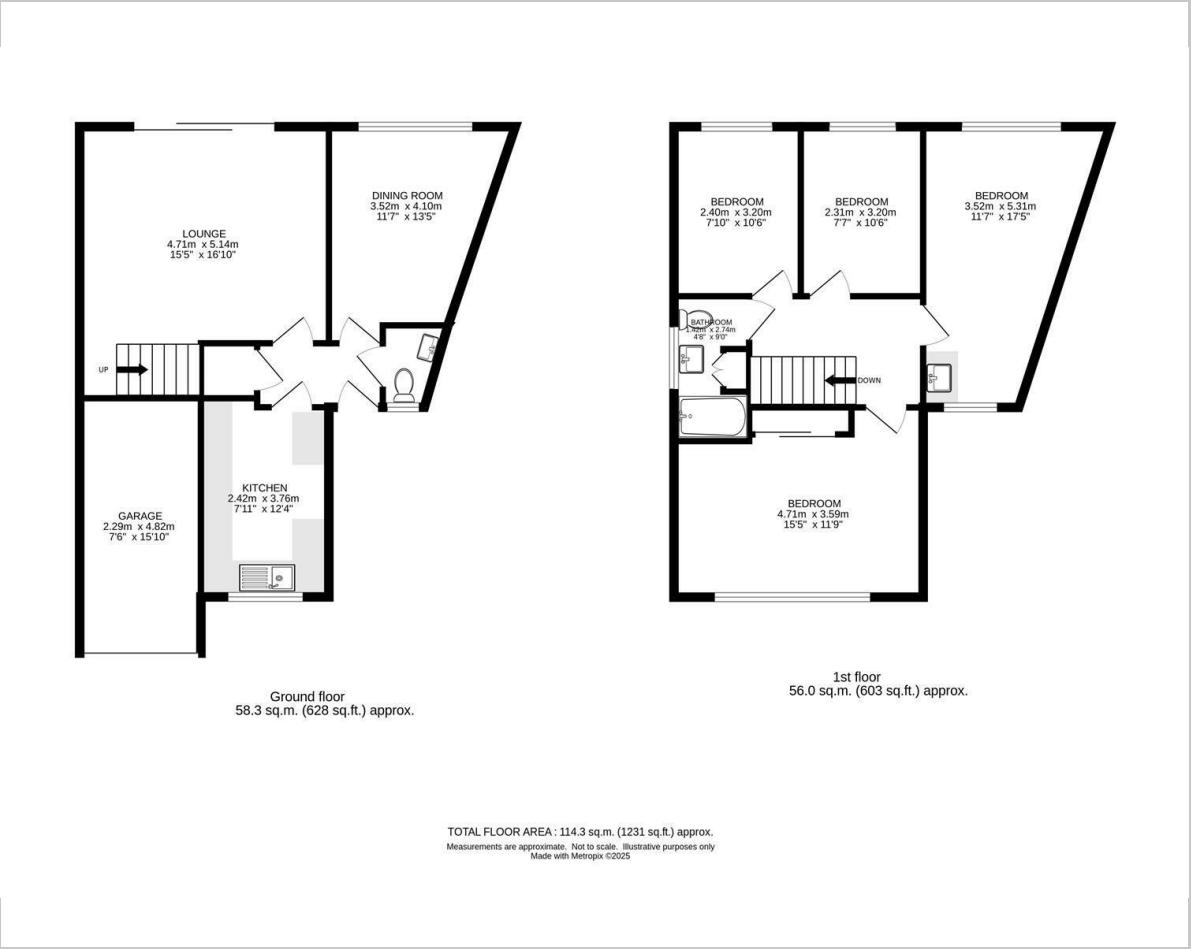 LOUNGE
4.71m x 5.14m
15'5" x 16'10"
DINING ROOM
3.52m x 4.10m
11'7" x 13'5"
UP
KITCHEN
2.42m x 3.76m
7'11" x 12'4"
GARAGE
2.29m x 4.82m
7'6" x 15'10"
Ground floor
58.3 sq.m. (628 sq.ft.) approx.
BEDROOM
2.40m x 3.20m
7'10" x 10'6"
BEDROOM
2.31m x 3.20m
7'7" x 10'6"
BEDROOM
3.52m x 5.31m
11'7" x 17'5"
BATHROOM
1.42m x 2.74m
4'8" x 9'0"
DOWN
BEDROOM
4.71m x 3.59m
15'5" x 11'9"
1st floor
56.0 sq.m. (603 sq.ft.) approx.
TOTAL FLOOR AREA : 114.3 sq.m. (1231 sq.ft.) approx.
Measurements are approximate. Not to scale. Illustrative purposes only
Made with Metropix ©2025